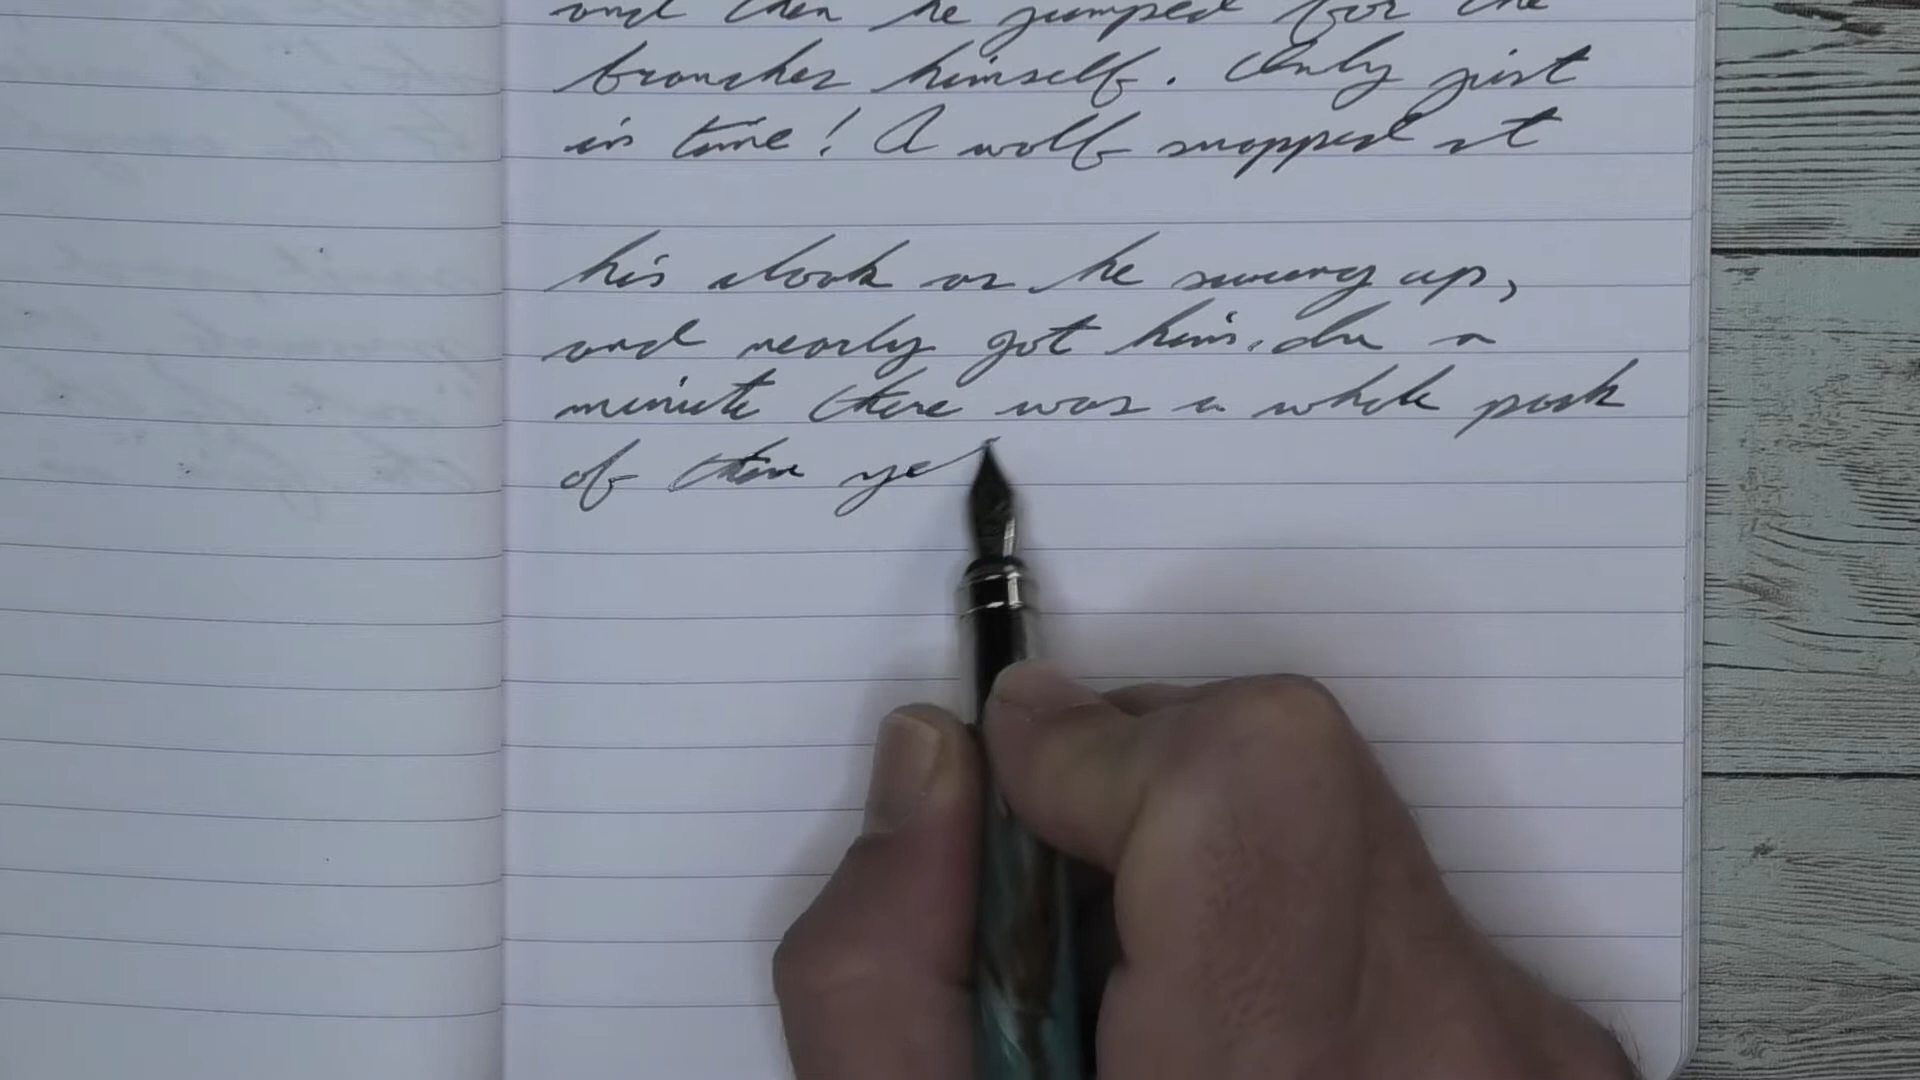 and then he jumped for the
branches himself. Only just
in time! A wolf snapped at
his cloak as he swung up,
and nearly got him. In a
minute there was a whole pack
of them ye